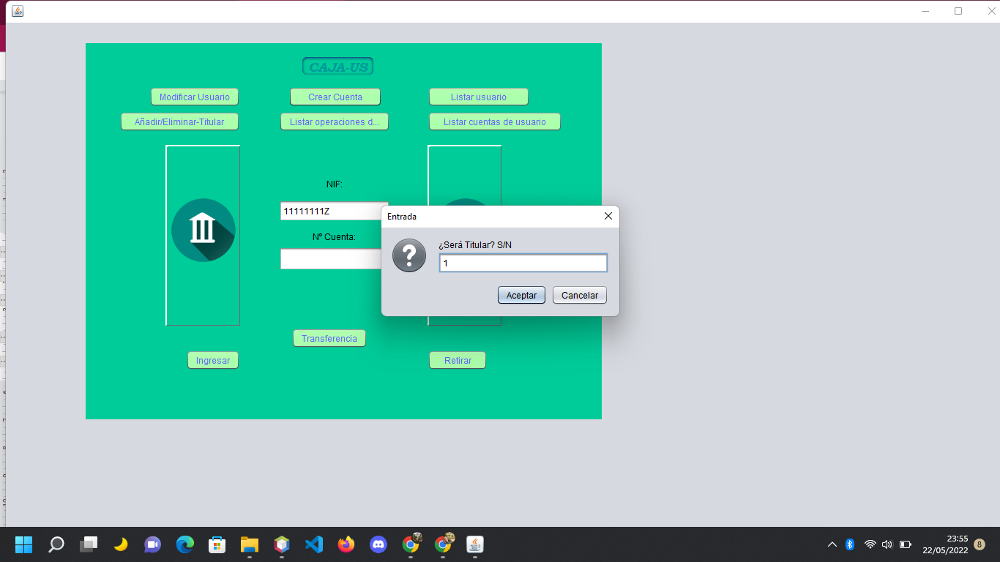 CAJA-US
Modificar Usuario
Crear Cuenta
Listar usuario
Añadir/Eliminar-Titular
Listar operaciones d...
Listar cuentas de usuario
NIF:
11111111Z
Nº Cuenta:
Entrada
¿Será Titular? S/N
1
Aceptar
Cancelar
Transferencia
Ingresar
Retirar
23:55
22/05/2022
8